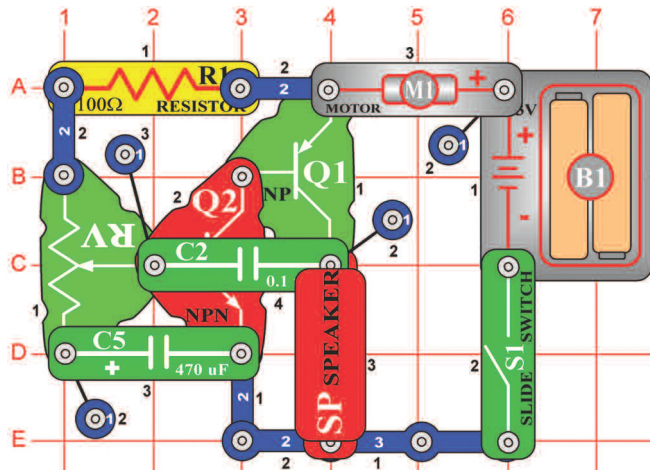 1 2 3 4 5 6 7
1 R1 2 3
A 2 M1 +
100Ω RESISTOR MOTOR 5V
2 2 3 1 2 1 +
B 2 Q2 NP Q1 1 1 B1
RV 1 2 -
C C2
0.1
1 NPN 4 SPEAKER SWITCH
D C5 3 2 S1
+ 470 uF SLIDE
3 2 1 SP
1 2
E 2 3
2 1